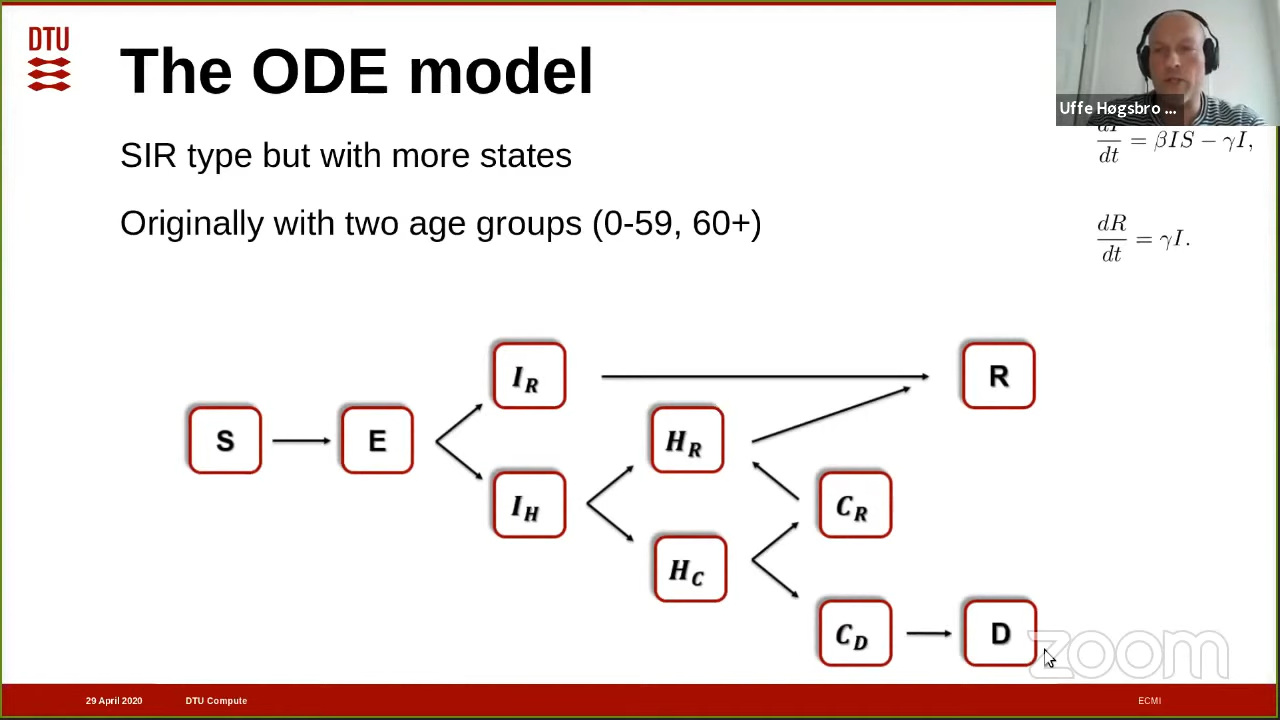 DTU
The ODE model
Uffe Høgsbro ...
SIR type but with more states
dI/dt = βIS − γI,
Originally with two age groups (0-59, 60+)
dR/dt = γI.
I_R
R
S
E
H_R
I_H
C_R
H_C
C_D
D
zoom
29 April 2020
DTU Compute
ECMI